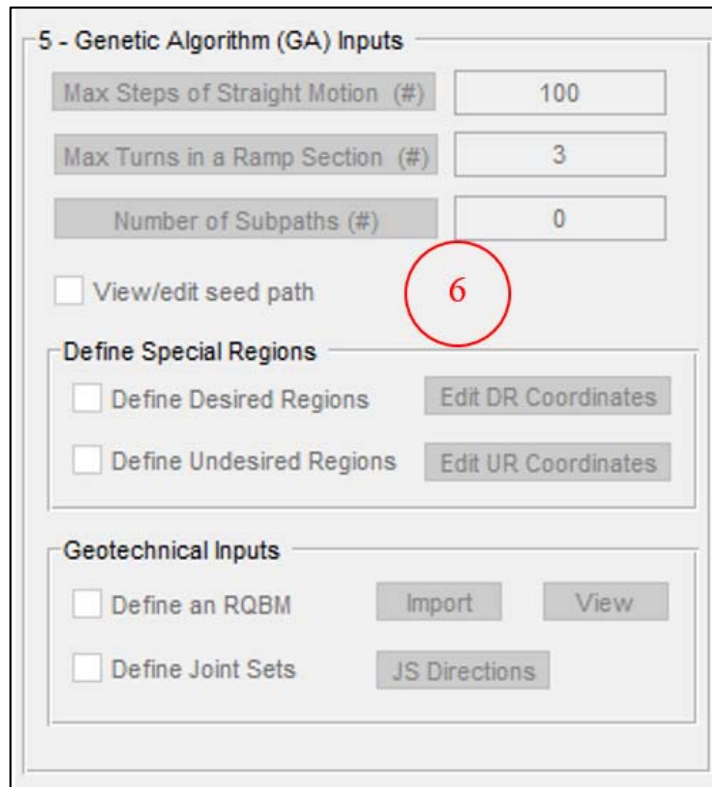 5 - Genetic Algorithm (GA) Inputs
Max Steps of Straight Motion (#) 100
Max Turns in a Ramp Section (#) 3
Number of Subpaths (#) 0
View/edit seed path 6
Define Special Regions
Define Desired Regions Edit DR Coordinates
Define Undesired Regions Edit UR Coordinates
Geotechnical Inputs
Define an RQBM Import View
Define Joint Sets JS Directions